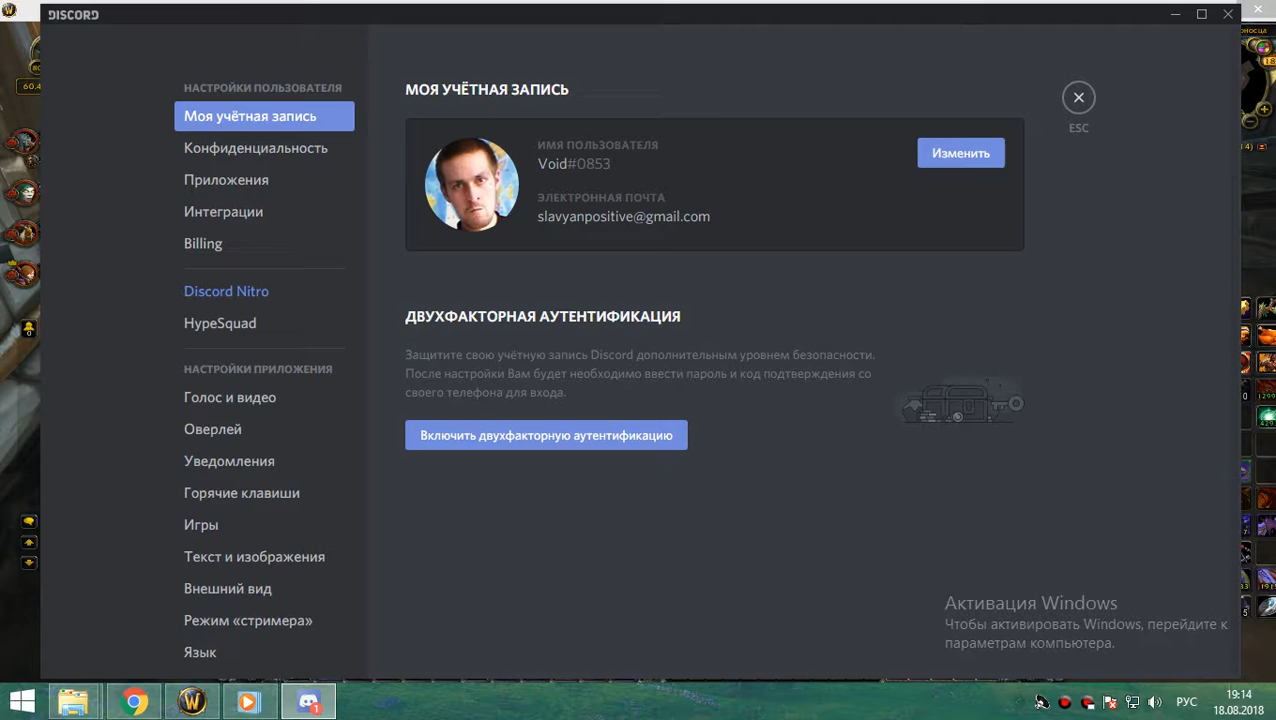 DISCORD
НАСТРОЙКИ ПОЛЬЗОВАТЕЛЯ
Моя учётная запись
Конфиденциальность
Приложения
Интеграции
Billing
Discord Nitro
HypeSquad
НАСТРОЙКИ ПРИЛОЖЕНИЯ
Голос и видео
Оверлей
Уведомления
Горячие клавиши
Игры
Текст и изображения
Внешний вид
Режим «стримера»
Язык
МОЯ УЧЁТНАЯ ЗАПИСЬ
ИМЯ ПОЛЬЗОВАТЕЛЯ
Void#0853
ЭЛЕКТРОННАЯ ПОЧТА
slavyanpositive@gmail.com
Изменить
ESC
ДВУХФАКТОРНАЯ АУТЕНТИФИКАЦИЯ
Защитите свою учётную запись Discord дополнительным уровнем безопасности.
После настройки Вам будет необходимо ввести пароль и код подтверждения со
своего телефона для входа.
Включить двухфакторную аутентификацию
Активация Windows
Чтобы активировать Windows, перейдите к
параметрам компьютера.
60.4
0
1
РУС
19:14
18.08.2018